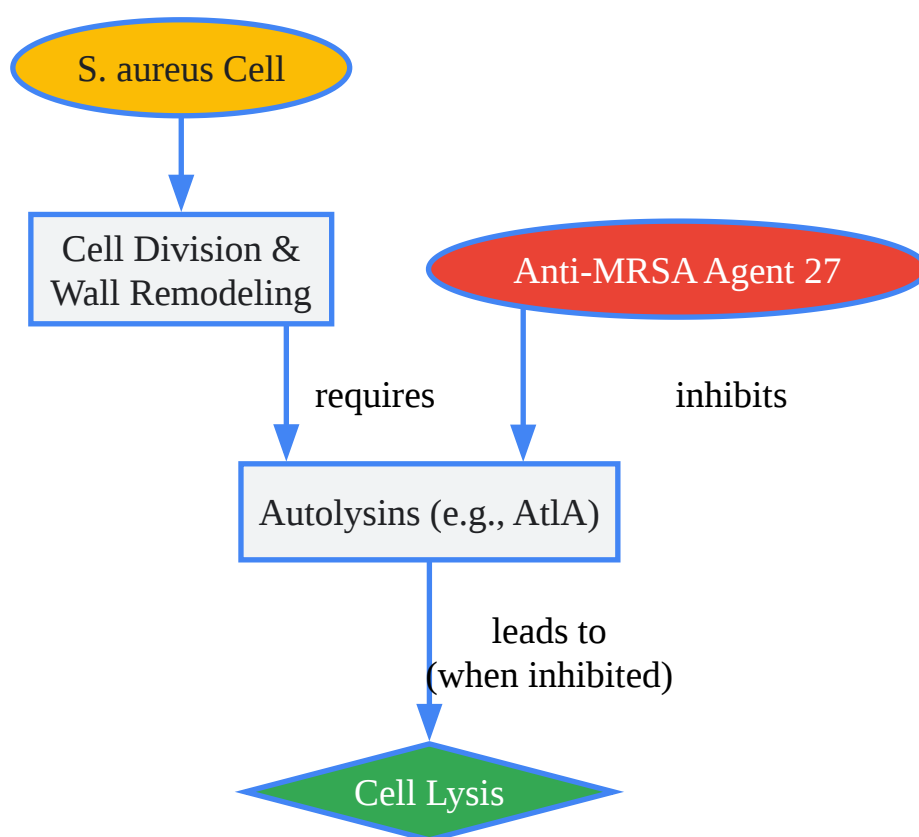 S. aureus Cell
Cell Division &
Wall Remodeling
Anti-MRSA Agent 27
requires
inhibits
Autolysins (e.g., AtlA)
leads to
(when inhibited)
Cell Lysis